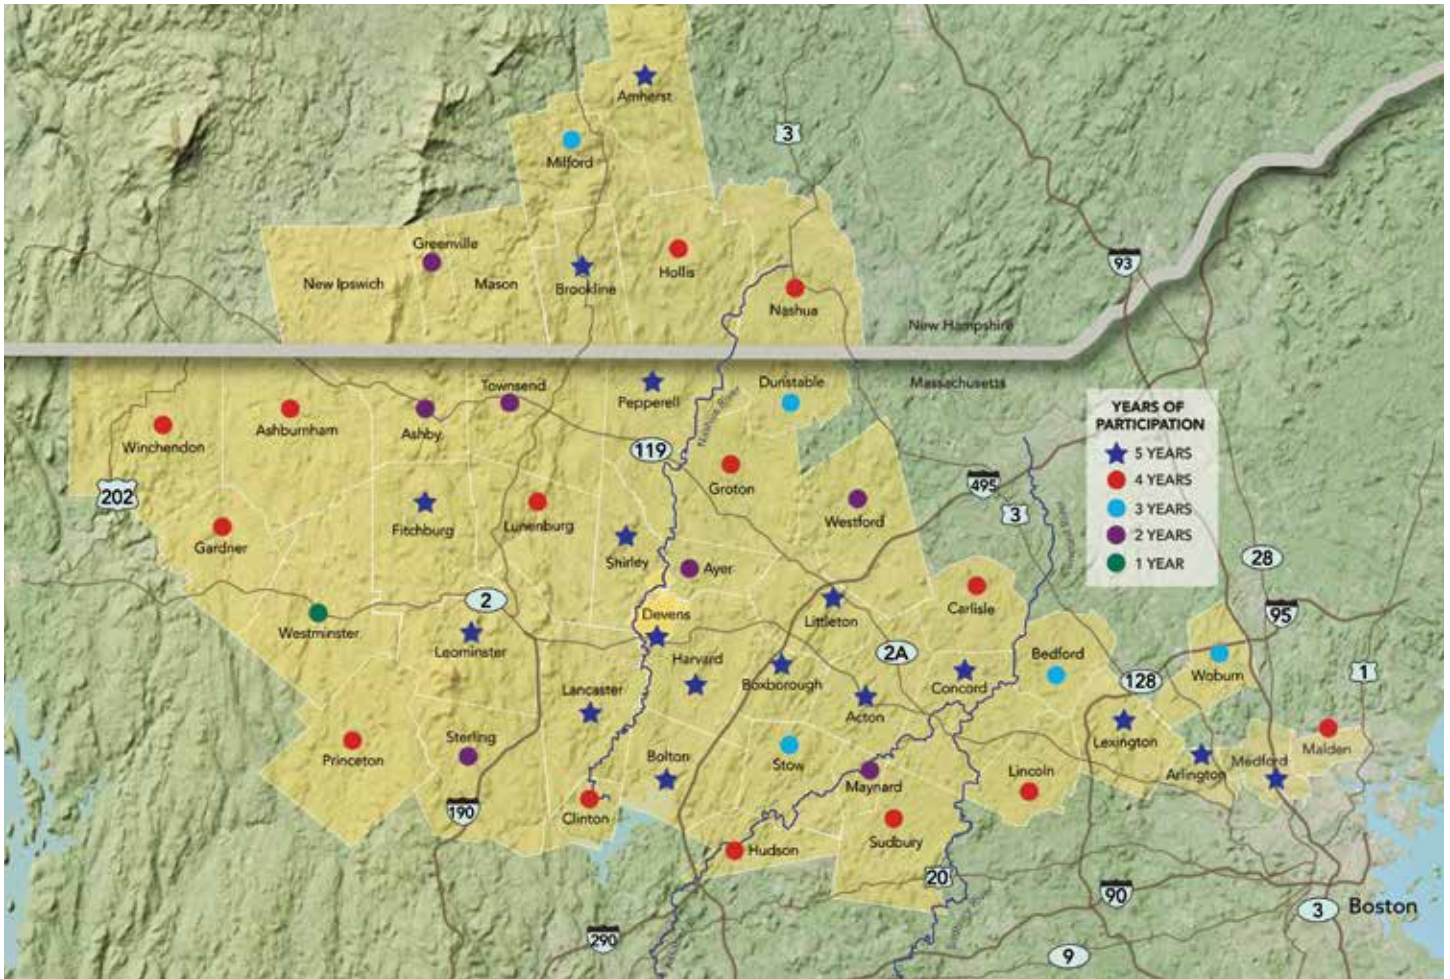 Amherst
3
Milford
Greenville
Hollis
93
New Ipswich
Mason
Brookline
Nashua
New Hampshire
Massachusetts
Townsend
Pepperell
Dunstable
Nashua River
Winchendon
Ashburnham
Ashby
119
202
Groton
495
3
Fitchburg
Lunenburg
Westford
Gardner
Shirley
Ayer
YEARS OF
PARTICIPATION
5 YEARS
4 YEARS
3 YEARS
2 YEARS
1 YEAR
28
95
2
Devens
Littleton
Carlisle
Westminster
Leominster
Harvard
2A
Bedford
Boxborough
Concord
128
Woburn
1
Lancaster
Acton
Lexington
Malden
Princeton
Sterling
Bolton
Stow
Maynard
Lincoln
Arlington
Medford
190
Clinton
Hudson
Sudbury
20
90
3
Boston
290
9